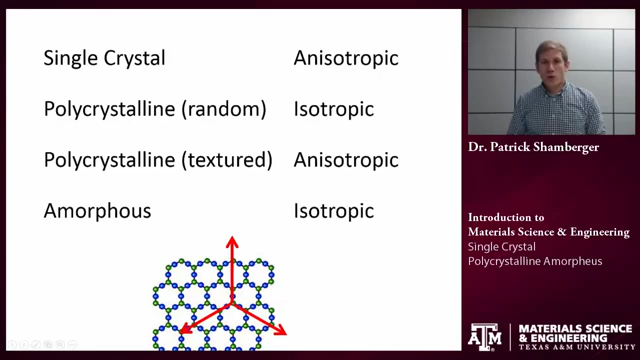 Single Crystal Anisotropic
Polycrystalline (random) Isotropic
Polycrystalline (textured) Anisotropic
Amorphous Isotropic
Dr. Patrick Shamberger
Introduction to
Materials Science & Engineering
Single Crystal
Polycrystalline Amorpheus
ATM
MATERIALS SCIENCE
& ENGINEERING
TEXAS A&M UNIVERSITY